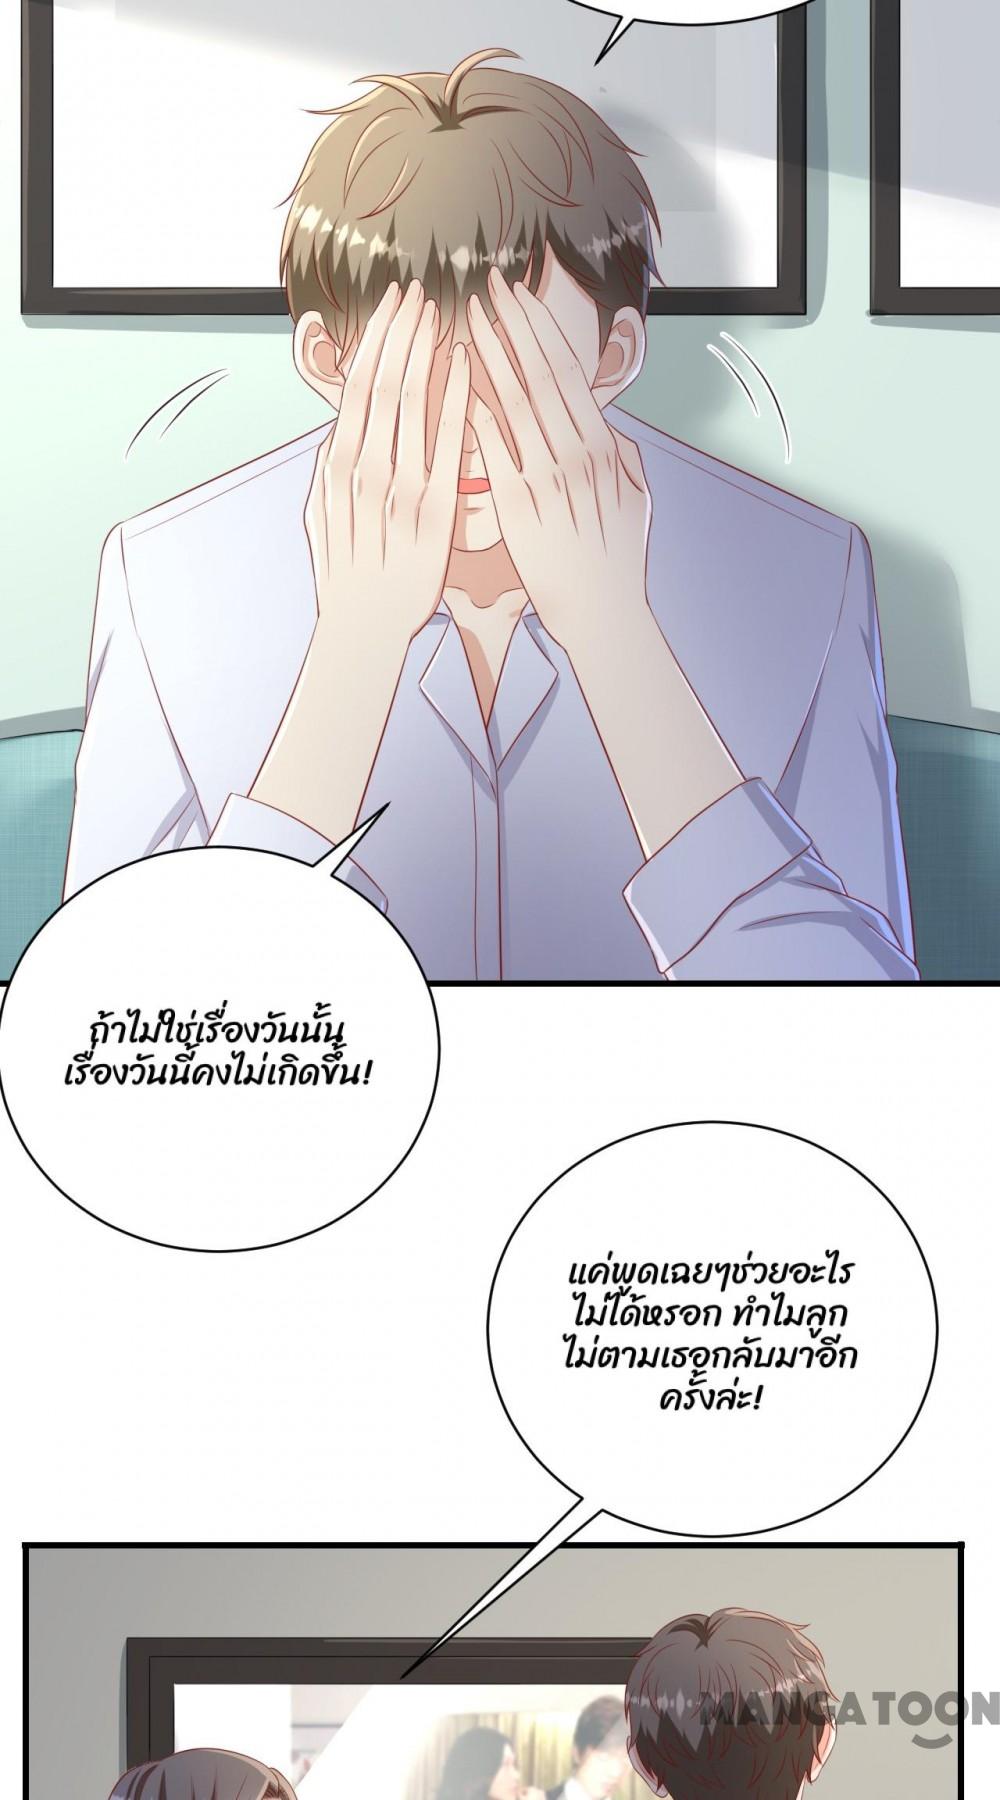 ถ้าไม่ใช่เรื่องวันนั้น
เรื่องวันนี้คงไม่เกิดขึ้น!
แค่พูดเฉยๆช่วยอะไร
ไม่ได้หรอก ทำไมลูก
ไม่ตามเธอกลับมาอีก
ครั้งล่ะ!
MANGATOON